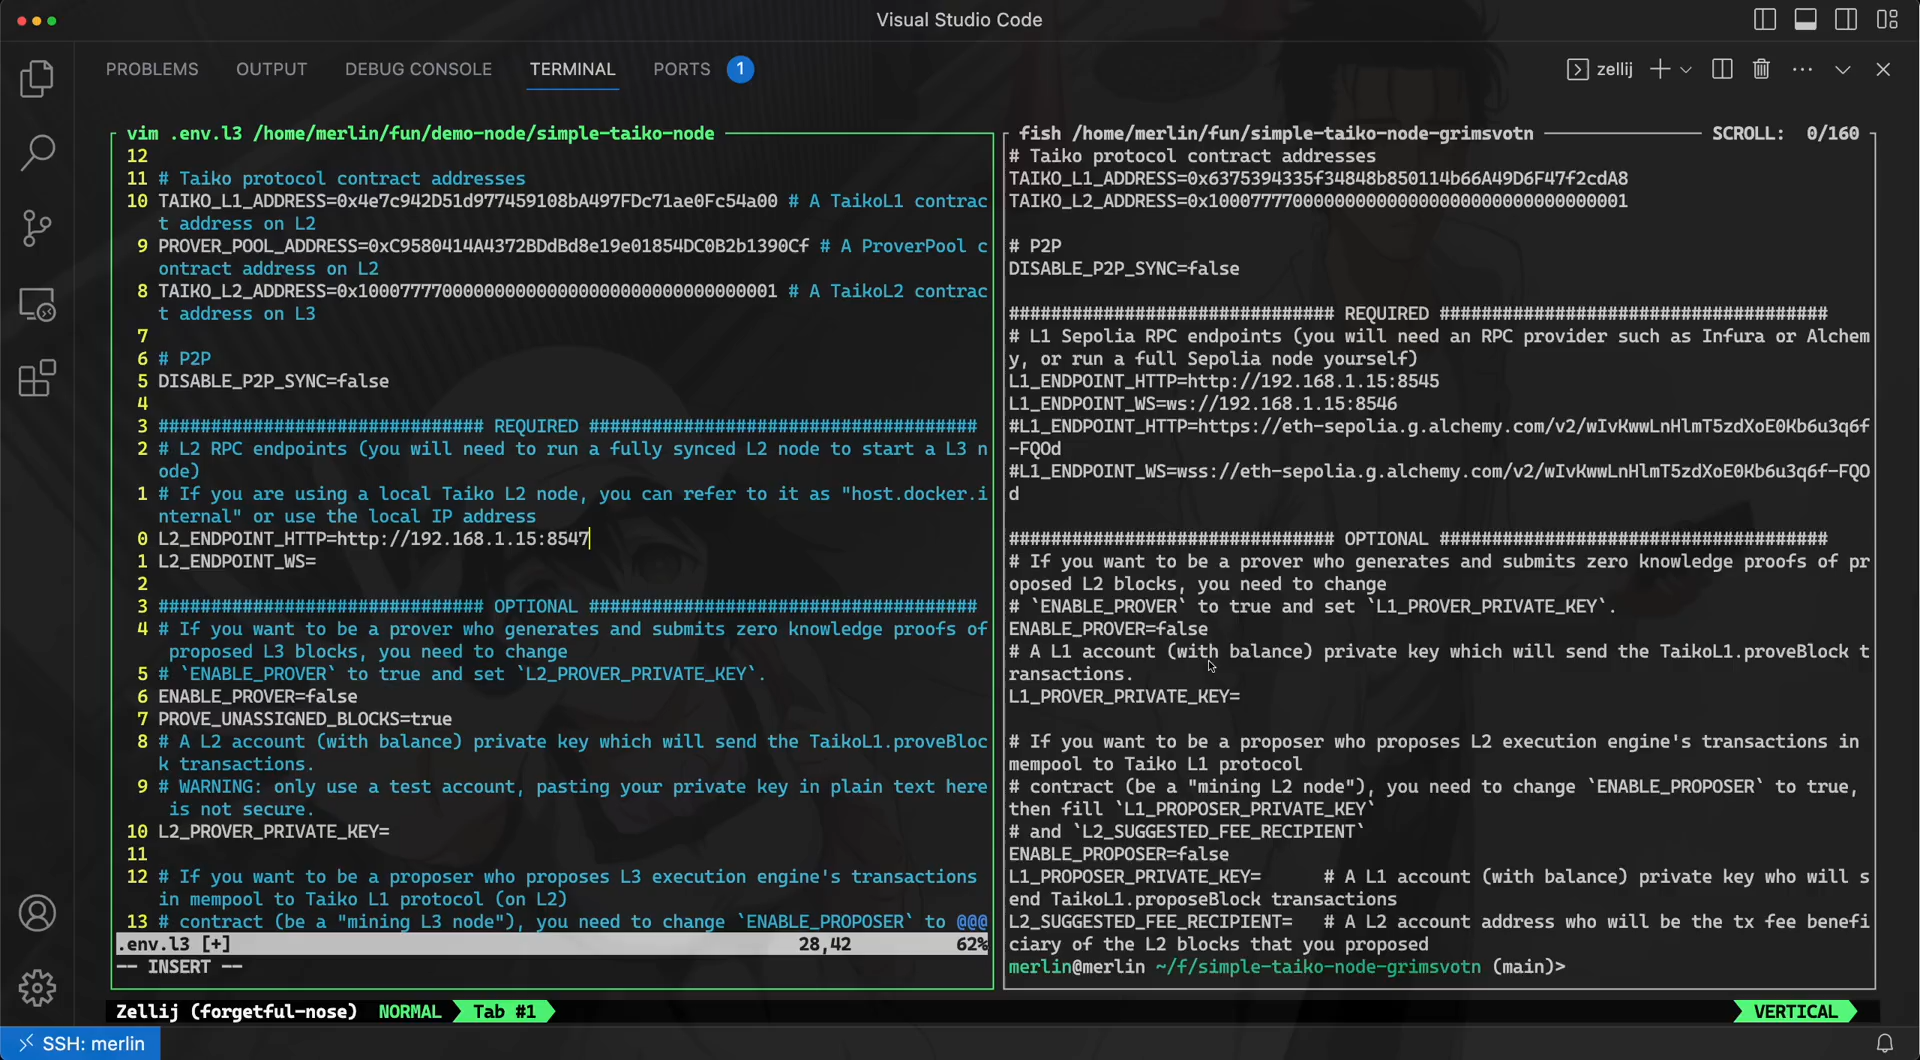 Visual Studio Code
PROBLEMS OUTPUT DEBUG CONSOLE TERMINAL PORTS 1
zellij
vim .env.l3 /home/merlin/fun/demo-node/simple-taiko-node
12
11 # Taiko protocol contract addresses
10 TAIKO_L1_ADDRESS=0x4e7c942D51d977459108bA497FDc71ae0Fc54a00 # A TaikoL1 contrac
t address on L2
9 PROVER_POOL_ADDRESS=0xC9580414A4372BDdBd8e19e01854DC0B2b1390Cf # A ProverPool c
ontract address on L2
8 TAIKO_L2_ADDRESS=0x1000777700000000000000000000000000000001 # A TaikoL2 contrac
t address on L3
7
6 # P2P
5 DISABLE_P2P_SYNC=false
4
3 ############################### REQUIRED #####################################
2 # L2 RPC endpoints (you will need to run a fully synced L2 node to start a L3 n
ode)
1 # If you are using a local Taiko L2 node, you can refer to it as "host.docker.i
nternal" or use the local IP address
0 L2_ENDPOINT_HTTP=http://192.168.1.15:8547
1 L2_ENDPOINT_WS=
2
3 ############################### OPTIONAL #####################################
4 # If you want to be a prover who generates and submits zero knowledge proofs of
proposed L3 blocks, you need to change
5 # `ENABLE_PROVER` to true and set `L2_PROVER_PRIVATE_KEY`.
6 ENABLE_PROVER=false
7 PROVE_UNASSIGNED_BLOCKS=true
8 # A L2 account (with balance) private key which will send the TaikoL1.proveBloc
k transactions.
9 # WARNING: only use a test account, pasting your private key in plain text here
is not secure.
10 L2_PROVER_PRIVATE_KEY=
11
12 # If you want to be a proposer who proposes L3 execution engine's transactions
in mempool to Taiko L1 protocol (on L2)
13 # contract (be a "mining L3 node"), you need to change `ENABLE_PROPOSER` to @@@
.env.l3 [+] 28,42 62%
-- INSERT --
fish /home/merlin/fun/simple-taiko-node-grimsvotn SCROLL: 0/160
# Taiko protocol contract addresses
TAIKO_L1_ADDRESS=0x6375394335f34848b850114b66A49D6F47f2cdA8
TAIKO_L2_ADDRESS=0x1000777700000000000000000000000000000001
# P2P
DISABLE_P2P_SYNC=false
############################### REQUIRED #####################################
# L1 Sepolia RPC endpoints (you will need an RPC provider such as Infura or Alchem
y, or run a full Sepolia node yourself)
L1_ENDPOINT_HTTP=http://192.168.1.15:8545
L1_ENDPOINT_WS=ws://192.168.1.15:8546
#L1_ENDPOINT_HTTP=https://eth-sepolia.g.alchemy.com/v2/wIvKwwLnHlmT5zdXoE0Kb6u3q6f
-FQOd
#L1_ENDPOINT_WS=wss://eth-sepolia.g.alchemy.com/v2/wIvKwwLnHlmT5zdXoE0Kb6u3q6f-FQO
d
############################### OPTIONAL #####################################
# If you want to be a prover who generates and submits zero knowledge proofs of pr
oposed L2 blocks, you need to change
# `ENABLE_PROVER` to true and set `L1_PROVER_PRIVATE_KEY`.
ENABLE_PROVER=false
# A L1 account (with balance) private key which will send the TaikoL1.proveBlock t
ransactions.
L1_PROVER_PRIVATE_KEY=
# If you want to be a proposer who proposes L2 execution engine's transactions in
mempool to Taiko L1 protocol
# contract (be a "mining L2 node"), you need to change `ENABLE_PROPOSER` to true,
then fill `L1_PROPOSER_PRIVATE_KEY`
# and `L2_SUGGESTED_FEE_RECIPIENT`
ENABLE_PROPOSER=false
L1_PROPOSER_PRIVATE_KEY= # A L1 account (with balance) private key who will s
end TaikoL1.proposeBlock transactions
L2_SUGGESTED_FEE_RECIPIENT= # A L2 account address who will be the tx fee benefi
ciary of the L2 blocks that you proposed
merlin@merlin ~/f/simple-taiko-node-grimsvotn (main)>
Zellij (forgetful-nose) NORMAL Tab #1 VERTICAL
SSH: merlin